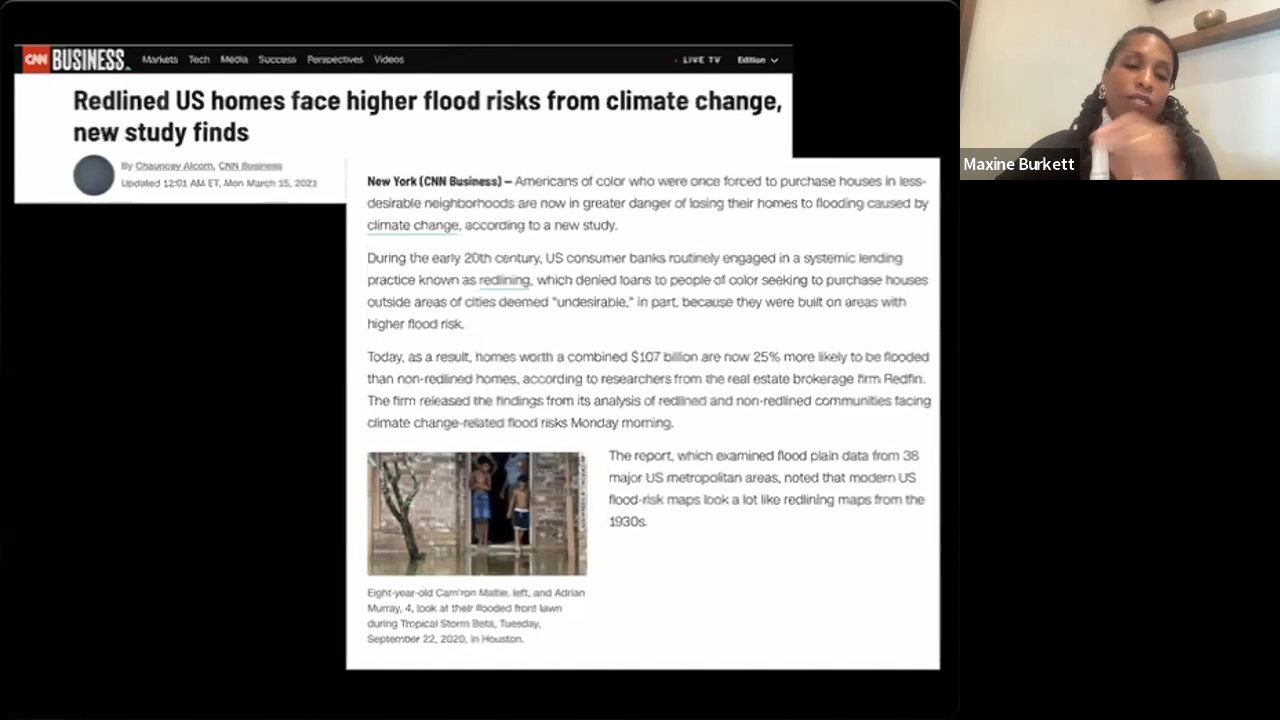 CNN BUSINESS Markets Tech Media Success Perspectives Videos LIVE TV Edition
Redlined US homes face higher flood risks from climate change,
new study finds
By Chauncey Alcorn, CNN Business
Updated 12:01 AM ET, Mon March 15, 2021
New York (CNN Business) — Americans of color who were once forced to purchase houses in less-
desirable neighborhoods are now in greater danger of losing their homes to flooding caused by
climate change, according to a new study.
During the early 20th century, US consumer banks routinely engaged in a systemic lending
practice known as redlining, which denied loans to people of color seeking to purchase houses
outside areas of cities deemed "undesirable," in part, because they were built on areas with
higher flood risk.
Today, as a result, homes worth a combined $107 billion are now 25% more likely to be flooded
than non-redlined homes, according to researchers from the real estate brokerage firm Redfin.
The firm released the findings from its analysis of redlined and non-redlined communities facing
climate change-related flood risks Monday morning.
The report, which examined flood plain data from 38
major US metropolitan areas, noted that modern US
flood-risk maps look a lot like redlining maps from the
1930s.
Eight-year-old Cam'ron Mattie, left, and Adrian
Murray, 4, look at their flooded front lawn
during Tropical Storm Beta, Tuesday,
September 22, 2020, in Houston.
Maxine Burkett